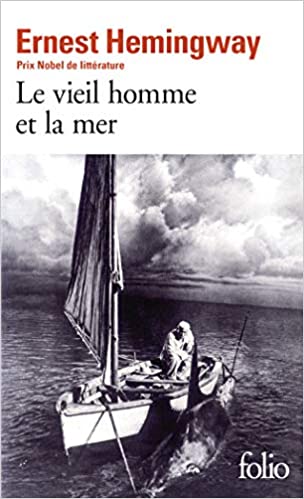 Ernest Hemingway
Prix Nobel de littérature
Le vieil homme
et la mer
folio